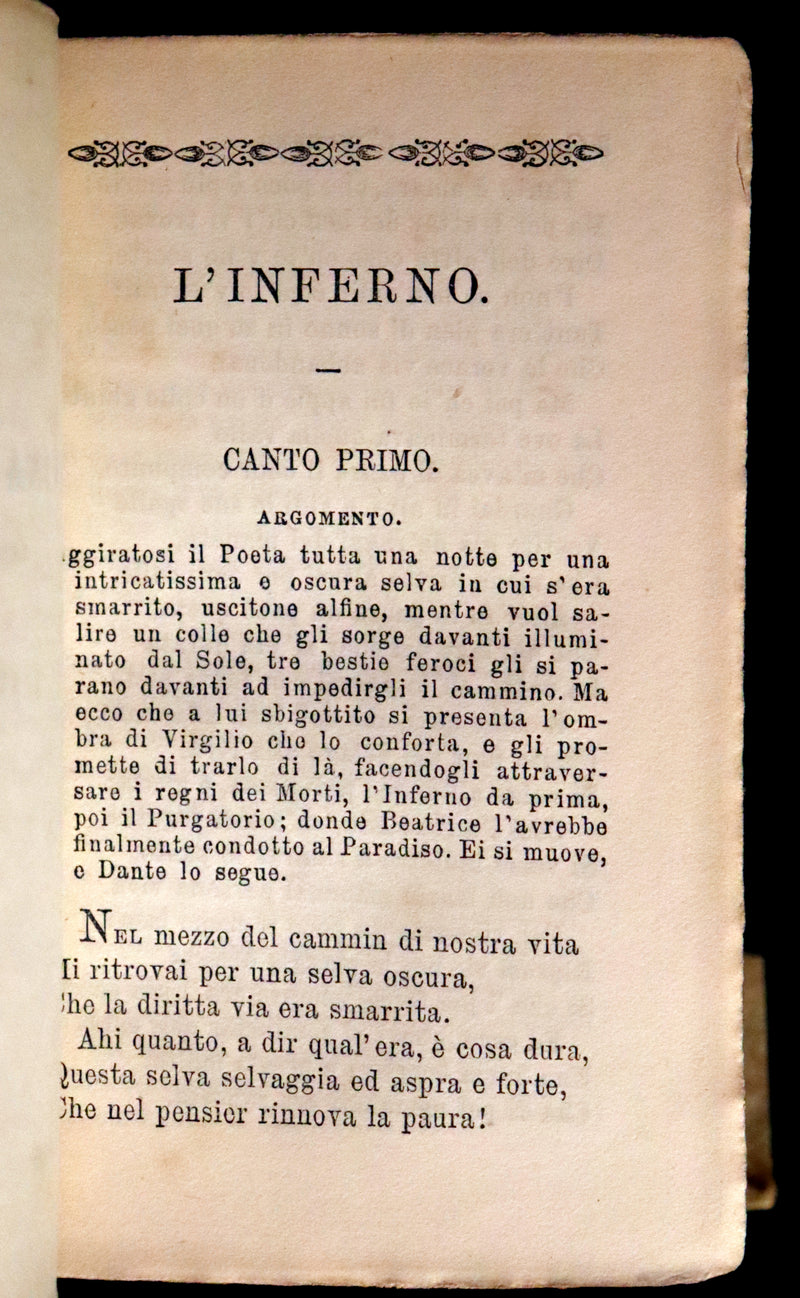 L'INFERNO.
CANTO PRIMO.
ARGOMENTO.
ggiratosi il Poeta tutta una notte per una
intricatissima e oscura selva in cui s'era
smarrito, uscitone alfine, mentre vuol sa-
lire un colle che gli sorge davanti illumi-
nato dal Sole, tre bestie feroci gli si pa-
rano davanti ad impedirgli il cammino. Ma
ecco che a lui sbigottito si presenta l'om-
bra di Virgilio che lo conforta, e gli pro-
mette di trarlo di là, facendogli attraver-
sare i regni dei Morti, l'Inferno da prima,
poi il Purgatorio; donde Beatrice l'avrebbe
finalmente condotto al Paradiso. Ei si muove,
e Dante lo segue.
NEL mezzo del cammin di nostra vita
i ritrovai per una selva oscura,
he la diritta via era smarrita.
Ahi quanto, a dir qual'era, è cosa dura,
Questa selva selvaggia ed aspra e forte,
he nel pensier rinnova la paura!